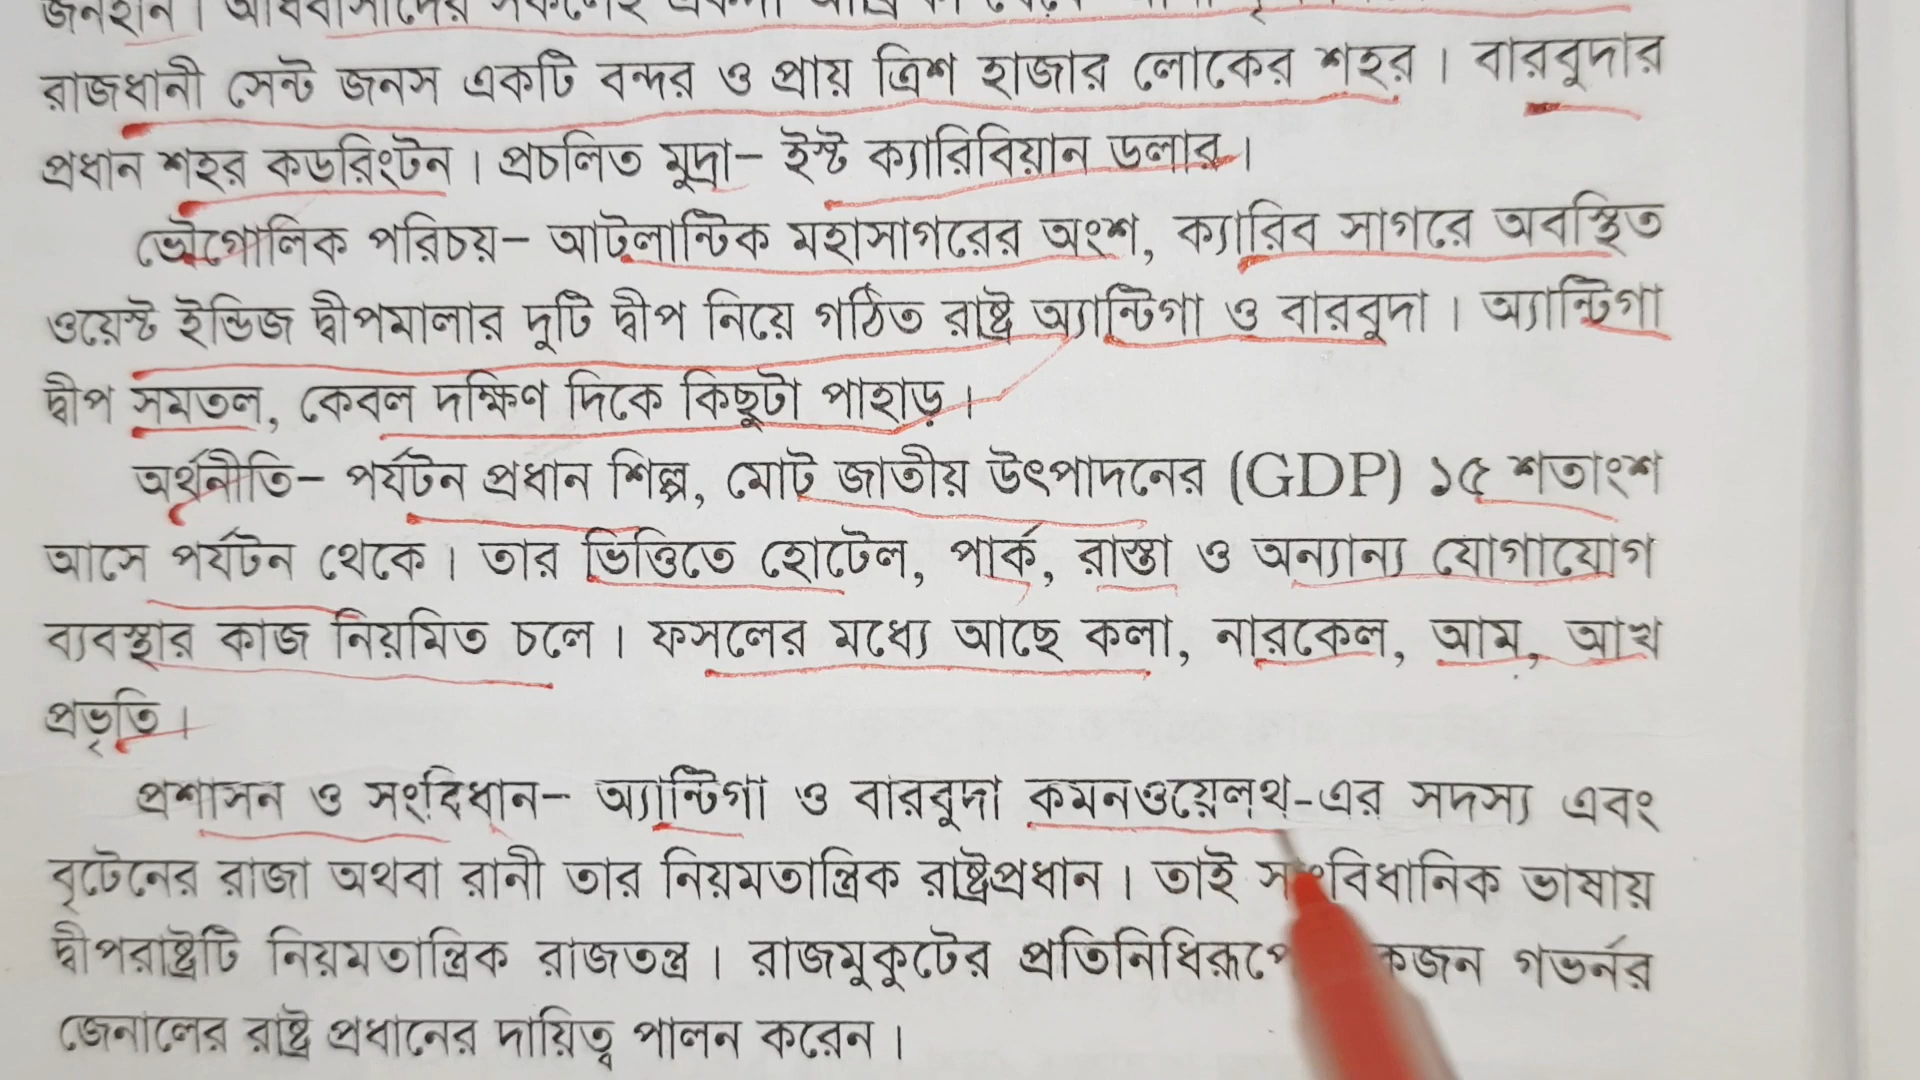 রাজধানী সেন্ট জনস একটি বন্দর ও প্রায় ত্রিশ হাজার লোকের শহর। বারবুদার
প্রধান শহর কডরিংটন। প্রচলিত মুদ্রা– ইস্ট ক্যারিবিয়ান ডলার।
ভৌগোলিক পরিচয়– আটলান্টিক মহাসাগরের অংশ, ক্যারিব সাগরে অবস্থিত
ওয়েস্ট ইন্ডিজ দ্বীপমালার দুটি দ্বীপ নিয়ে গঠিত রাষ্ট্র অ্যান্টিগা ও বারবুদা। অ্যান্টিগা
দ্বীপ সমতল, কেবল দক্ষিণ দিকে কিছুটা পাহাড়।
অর্থনীতি– পর্যটন প্রধান শিল্প, মোট জাতীয় উৎপাদনের (GDP) ১৫ শতাংশ
আসে পর্যটন থেকে। তার ভিত্তিতে হোটেল, পার্ক, রাস্তা ও অন্যান্য যোগাযোগ
ব্যবস্থার কাজ নিয়মিত চলে। ফসলের মধ্যে আছে কলা, নারকেল, আম, আখ
প্রভৃতি।
প্রশাসন ও সংবিধান– অ্যান্টিগা ও বারবুদা কমনওয়েলথ-এর সদস্য এবং
বৃটেনের রাজা অথবা রানী তার নিয়মতান্ত্রিক রাষ্ট্রপ্রধান। তাই সাংবিধানিক ভাষায়
দ্বীপরাষ্ট্রটি নিয়মতান্ত্রিক রাজতন্ত্র। রাজমুকুটের প্রতিনিধিরূপে গভর্নর
জেনালের রাষ্ট্র প্রধানের দায়িত্ব পালন করেন।